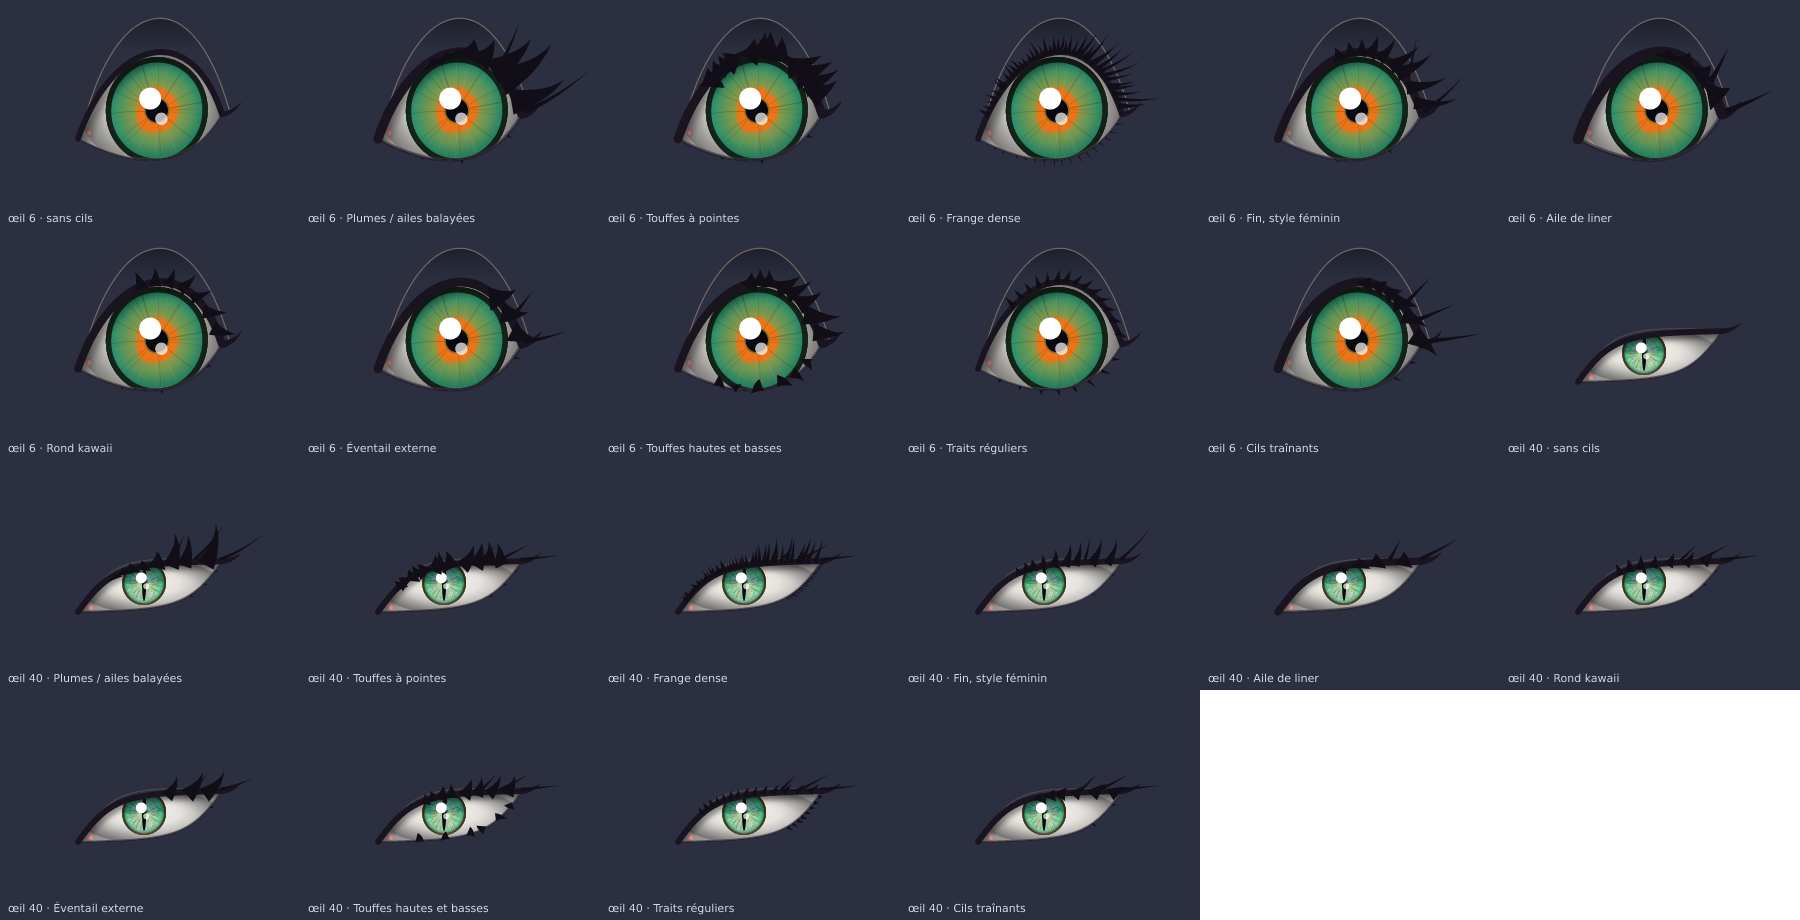 œil 6 · sans cils
œil 6 · Plumes / ailes balayées
œil 6 · Touffes à pointes
œil 6 · Frange dense
œil 6 · Fin, style féminin
œil 6 · Aile de liner
œil 6 · Rond kawaii
œil 6 · Éventail externe
œil 6 · Touffes hautes et basses
œil 6 · Traits réguliers
œil 6 · Cils traînants
œil 40 · sans cils
œil 40 · Plumes / ailes balayées
œil 40 · Touffes à pointes
œil 40 · Frange dense
œil 40 · Fin, style féminin
œil 40 · Aile de liner
œil 40 · Rond kawaii
œil 40 · Éventail externe
œil 40 · Touffes hautes et basses
œil 40 · Traits réguliers
œil 40 · Cils traînants